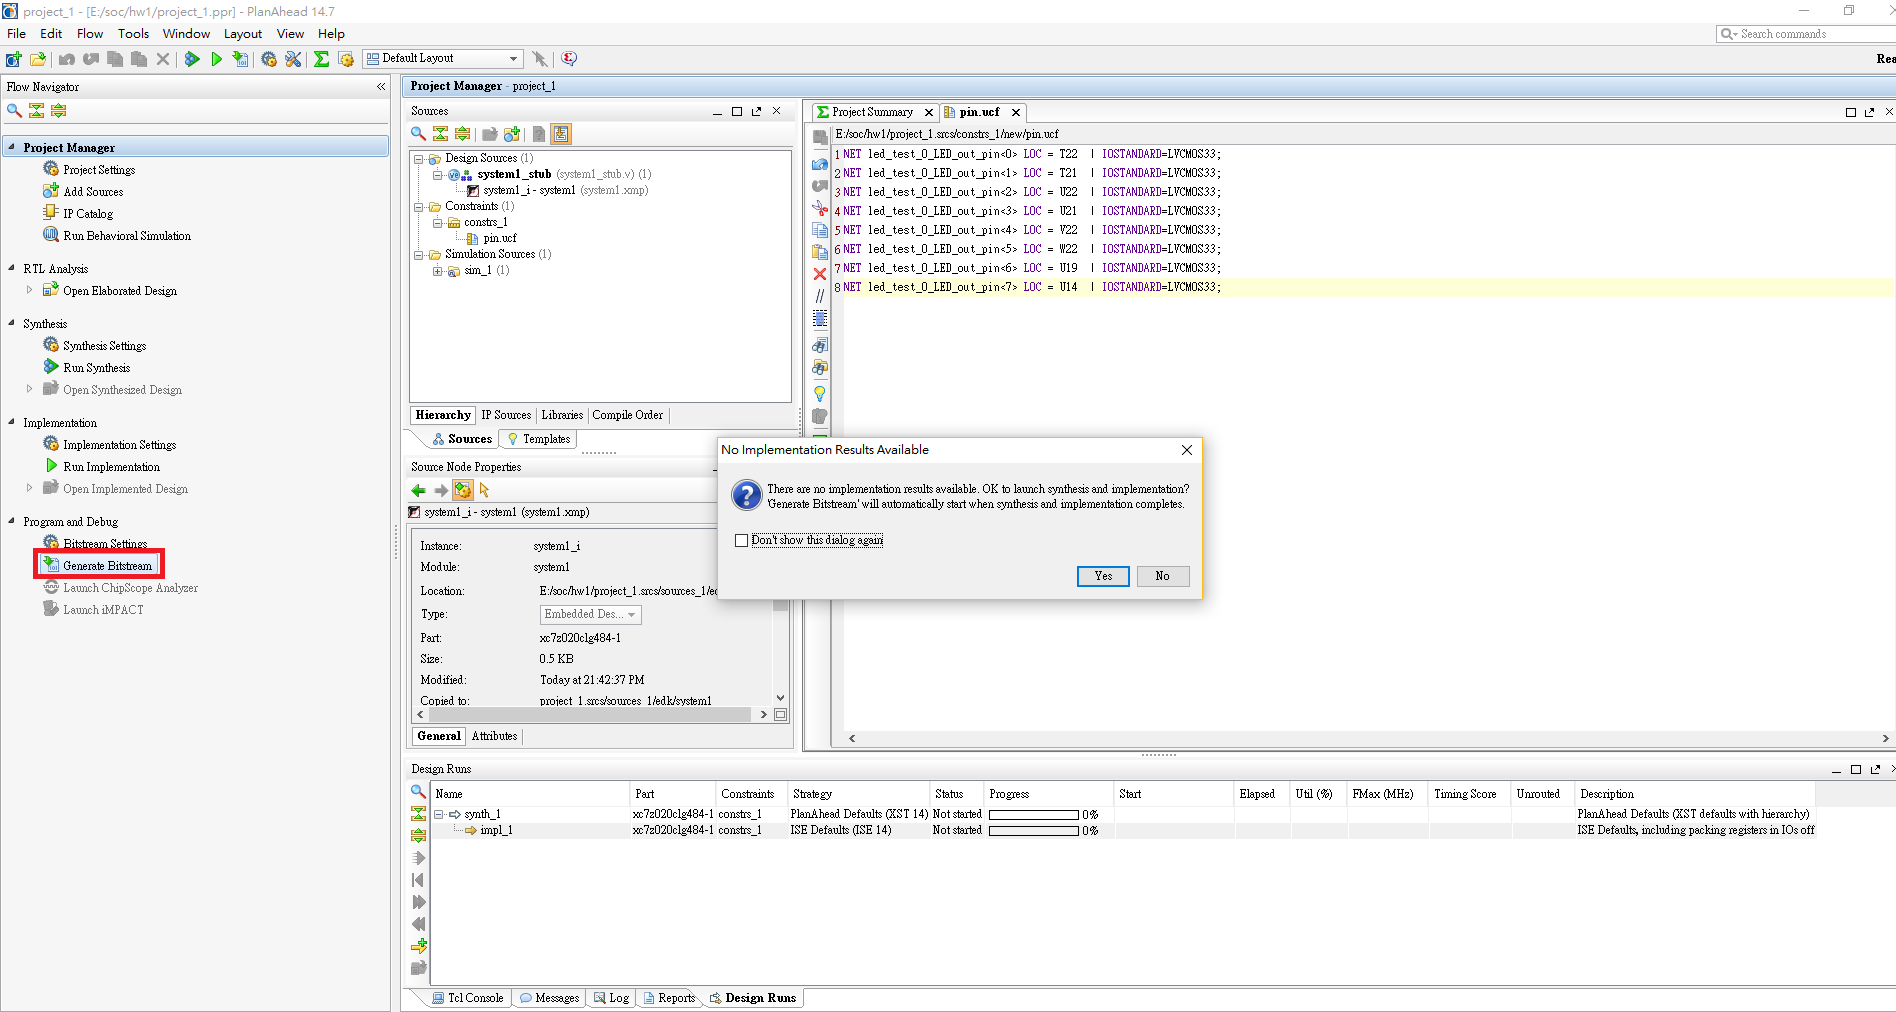 project_1 - [E:/soc/hw1/project_1.ppr] - PlanAhead 14.7
File Edit Flow Tools Window Layout View Help
Search commands
Default Layout
Rea
Flow Navigator
Project Manager
Project Settings
Add Sources
IP Catalog
Run Behavioral Simulation
RTL Analysis
Open Elaborated Design
Synthesis
Synthesis Settings
Run Synthesis
Open Synthesized Design
Implementation
Implementation Settings
Run Implementation
Open Implemented Design
Program and Debug
Bitstream Settings
Generate Bitstream
Launch ChipScope Analyzer
Launch iMPACT
Project Manager - project_1
Sources
Design Sources (1)
system1_stub (system1_stub.v) (1)
system1_i - system1 (system1.xmp)
Constraints (1)
constrs_1
pin.ucf
Simulation Sources (1)
sim_1 (1)
Hierarchy IP Sources Libraries Compile Order
Sources Templates
Source Node Properties
system1_i - system1 (system1.xmp)
Instance: system1_i
Module: system1
Location: E:/soc/hw1/project_1.srcs/sources_1/e
Type: Embedded Des...
Part: xc7z020clg484-1
Size: 0.5 KB
Modified: Today at 21:42:37 PM
Copied to: project_1.srcs/sources_1/edk/system1
General Attributes
Project Summary pin.ucf
E:/soc/hw1/project_1.srcs/constrs_1/new/pin.ucf
1 NET led_test_0_LED_out_pin<0> LOC = T22 | IOSTANDARD=LVCMOS33;
2 NET led_test_0_LED_out_pin<1> LOC = T21 | IOSTANDARD=LVCMOS33;
3 NET led_test_0_LED_out_pin<2> LOC = U22 | IOSTANDARD=LVCMOS33;
4 NET led_test_0_LED_out_pin<3> LOC = U21 | IOSTANDARD=LVCMOS33;
5 NET led_test_0_LED_out_pin<4> LOC = V22 | IOSTANDARD=LVCMOS33;
6 NET led_test_0_LED_out_pin<5> LOC = W22 | IOSTANDARD=LVCMOS33;
7 NET led_test_0_LED_out_pin<6> LOC = U19 | IOSTANDARD=LVCMOS33;
8 NET led_test_0_LED_out_pin<7> LOC = U14 | IOSTANDARD=LVCMOS33;
No Implementation Results Available
There are no implementation results available. OK to launch synthesis and implementation?
'Generate Bitstream' will automatically start when synthesis and implementation completes.
Don't show this dialog again
Yes No
Design Runs
Name Part Constraints Strategy Status Progress Start Elapsed Util (%) FMax (MHz) Timing Score Unrouted Description
synth_1 xc7z020clg484-1 constrs_1 PlanAhead Defaults (XST 14) Not started 0% PlanAhead Defaults (XST defaults with hierarchy)
impl_1 xc7z020clg484-1 constrs_1 ISE Defaults (ISE 14) Not started 0% ISE Defaults, including packing registers in IOs off
Tcl Console Messages Log Reports Design Runs